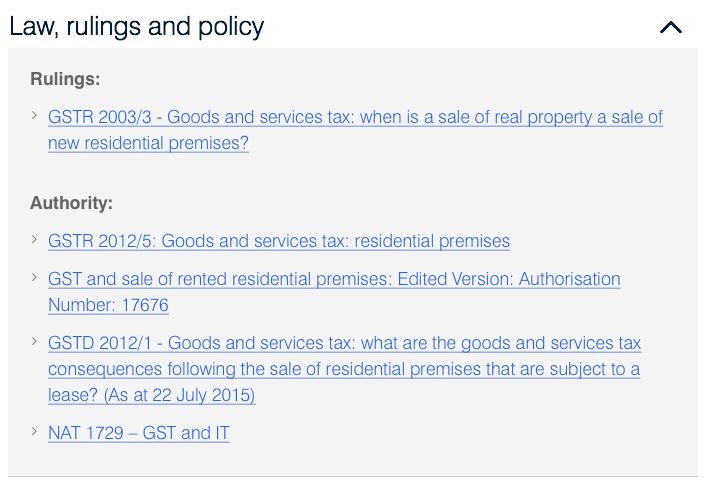 Law, rulings and policy
Rulings:
GSTR 2003/3 - Goods and services tax: when is a sale of real property a sale of
new residential premises?
Authority:
GSTR 2012/5: Goods and services tax: residential premises
GST and sale of rented residential premises: Edited Version: Authorisation
Number: 17676
GSTD 2012/1 - Goods and services tax: what are the goods and services tax
consequences following the sale of residential premises that are subject to a
lease? (As at 22 July 2015)
NAT 1729 – GST and IT